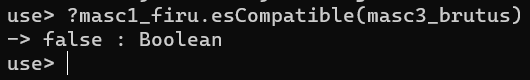 use> ?masc1_firu.esCompatible(masc3_brutus)
-> false : Boolean
use>